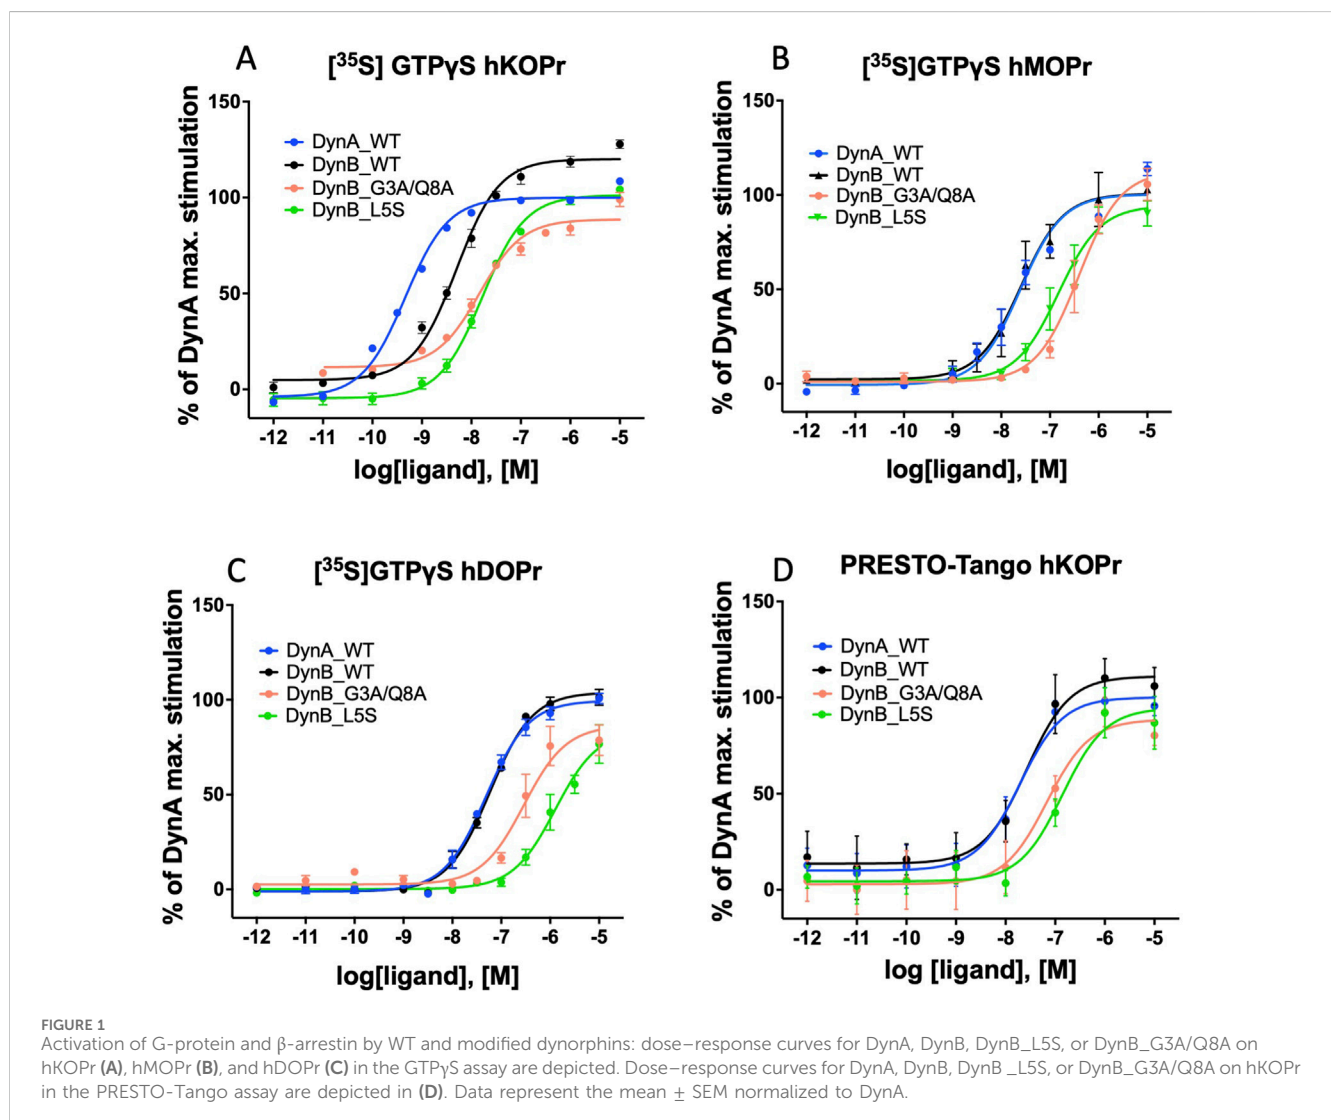 A
[³⁵S] GTPγS hKOPr
% of DynA max. stimulation
150
100
50
0
DynA_WT
DynB_WT
DynB_G3A/Q8A
DynB_L5S
-12 -11 -10 -9 -8 -7 -6 -5
log[ligand], [M]
B
[³⁵S]GTPγS hMOPr
% of DynA max. stimulation
150
100
50
0
DynA_WT
DynB_WT
DynB_G3A/Q8A
DynB_L5S
-12 -11 -10 -9 -8 -7 -6 -5
log[ligand], [M]
C
[³⁵S]GTPγS hDOPr
% of DynA max. stimulation
150
100
50
0
DynA_WT
DynB_WT
DynB_G3A/Q8A
DynB_L5S
-12 -11 -10 -9 -8 -7 -6 -5
log[ligand], [M]
D
PRESTO-Tango hKOPr
% of DynA max. stimulation
150
100
50
0
DynA_WT
DynB_WT
DynB_G3A/Q8A
DynB_L5S
-12 -11 -10 -9 -8 -7 -6 -5
log [ligand], [M]
FIGURE 1
Activation of G-protein and β-arrestin by WT and modified dynorphins: dose–response curves for DynA, DynB, DynB_L5S, or DynB_G3A/Q8A on
hKOPr (A), hMOPr (B), and hDOPr (C) in the GTPγS assay are depicted. Dose–response curves for DynA, DynB, DynB _L5S, or DynB_G3A/Q8A on hKOPr
in the PRESTO-Tango assay are depicted in (D). Data represent the mean ± SEM normalized to DynA.